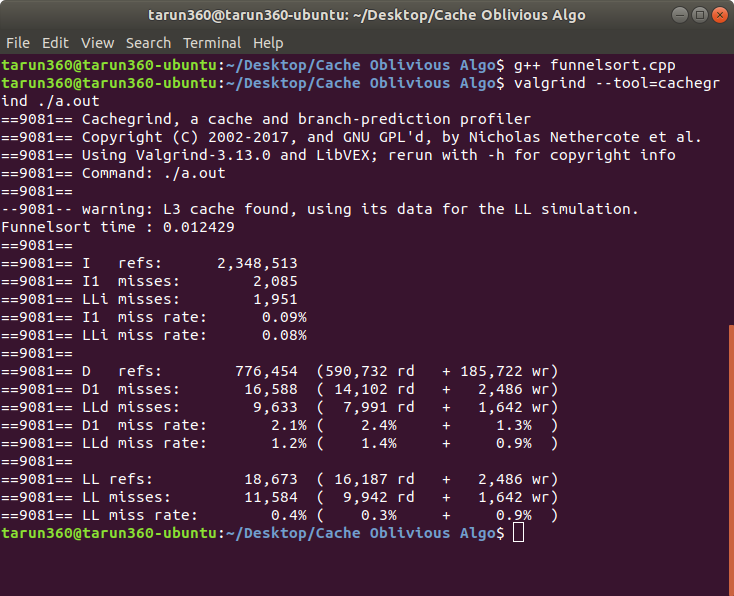 tarun360@tarun360-ubuntu: ~/Desktop/Cache Oblivious Algo
File Edit View Search Terminal Help
tarun360@tarun360-ubuntu:~/Desktop/Cache Oblivious Algo$ g++ funnelsort.cpp
tarun360@tarun360-ubuntu:~/Desktop/Cache Oblivious Algo$ valgrind --tool=cachegr
ind ./a.out
==9081== Cachegrind, a cache and branch-prediction profiler
==9081== Copyright (C) 2002-2017, and GNU GPL'd, by Nicholas Nethercote et al.
==9081== Using Valgrind-3.13.0 and LibVEX; rerun with -h for copyright info
==9081== Command: ./a.out
==9081==
--9081-- warning: L3 cache found, using its data for the LL simulation.
Funnelsort time : 0.012429
==9081==
==9081== I   refs:      2,348,513
==9081== I1  misses:        2,085
==9081== LLi misses:        1,951
==9081== I1  miss rate:      0.09%
==9081== LLi miss rate:      0.08%
==9081==
==9081== D   refs:        776,454  (590,732 rd   + 185,722 wr)
==9081== D1  misses:       16,588  ( 14,102 rd   +   2,486 wr)
==9081== LLd misses:        9,633  (  7,991 rd   +   1,642 wr)
==9081== D1  miss rate:       2.1% (    2.4%     +     1.3%  )
==9081== LLd miss rate:       1.2% (    1.4%     +     0.9%  )
==9081==
==9081== LL refs:          18,673  ( 16,187 rd   +   2,486 wr)
==9081== LL misses:        11,584  (  9,942 rd   +   1,642 wr)
==9081== LL miss rate:        0.4% (    0.3%     +     0.9%  )
tarun360@tarun360-ubuntu:~/Desktop/Cache Oblivious Algo$